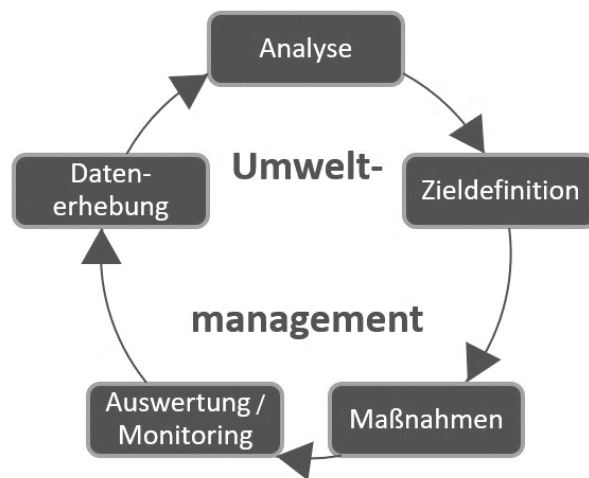 Analyse
Umwelt-
management
Zieldefinition
Maßnahmen
Auswertung /
Monitoring
Daten-
erhebung